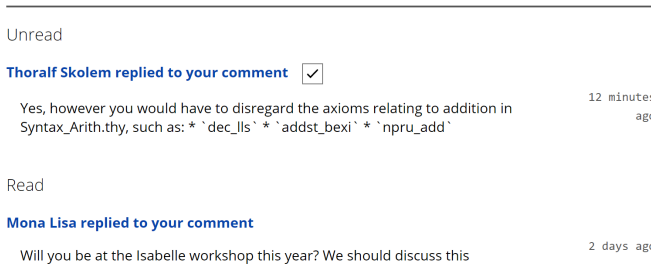 Unread
Thoralf Skolem replied to your comment
Yes, however you would have to disregard the axioms relating to addition in
12 minutes
Syntax_Arith.thy, such as: * `dec_lls` * `addst_bexi` * `npru_add`
ago
Read
Mona Lisa replied to your comment
Will you be at the Isabelle workshop this year? We should discuss this
2 days ago